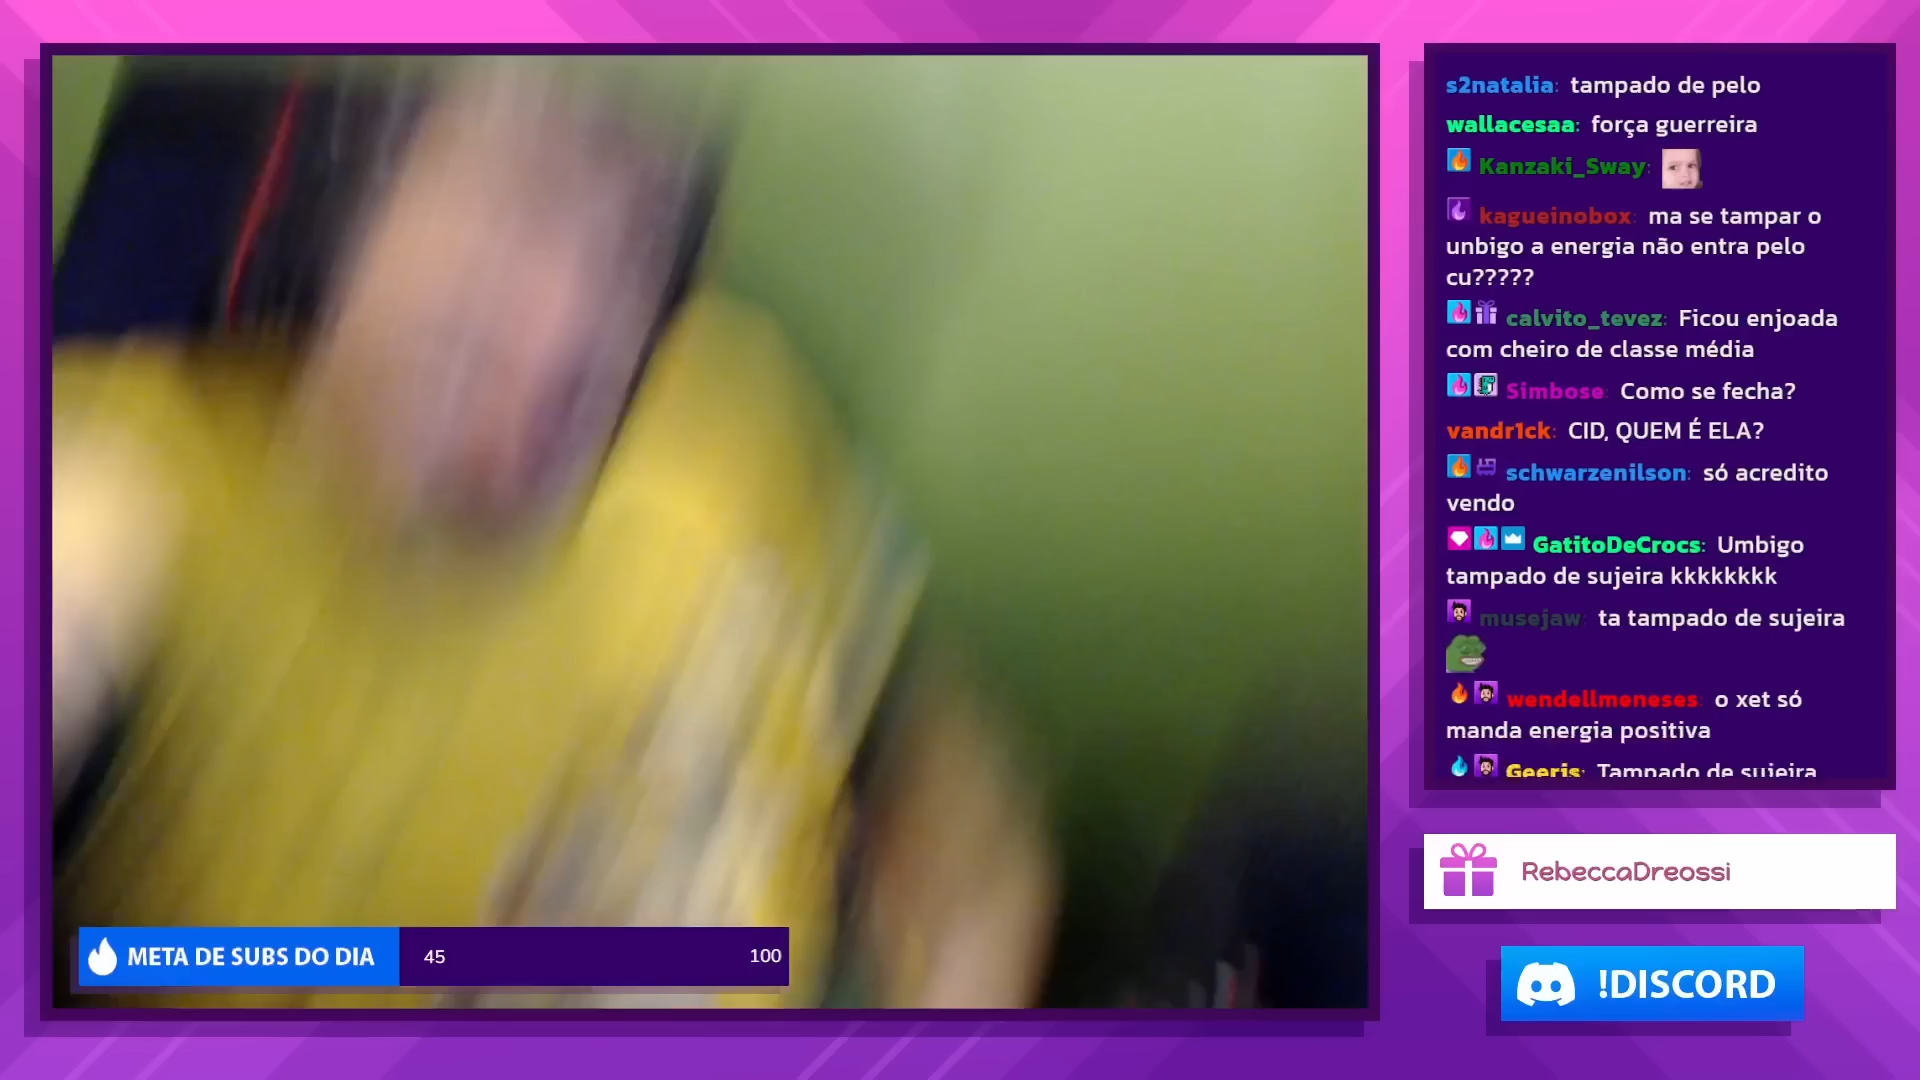 s2natalia: tampado de pelo
wallacesaa: força guerreira
Kanzaki_Sway:
kagueinobox: ma se tampar o
unbigo a energia não entra pelo
cu?????
calvito_tevez: Ficou enjoada
com cheiro de classe média
Simbose: Como se fecha?
vandr1ck: CID, QUEM É ELA?
schwarzenilson: só acredito
vendo
GatitoDeCrocs: Umbigo
tampado de sujeira kkkkkkkk
musejaw: ta tampado de sujeira
wendellmoneses: o xet só
manda energia positiva
Geeris: Tampado de sujeira
RebeccaDreossi
!DISCORD
META DE SUBS DO DIA 45 100